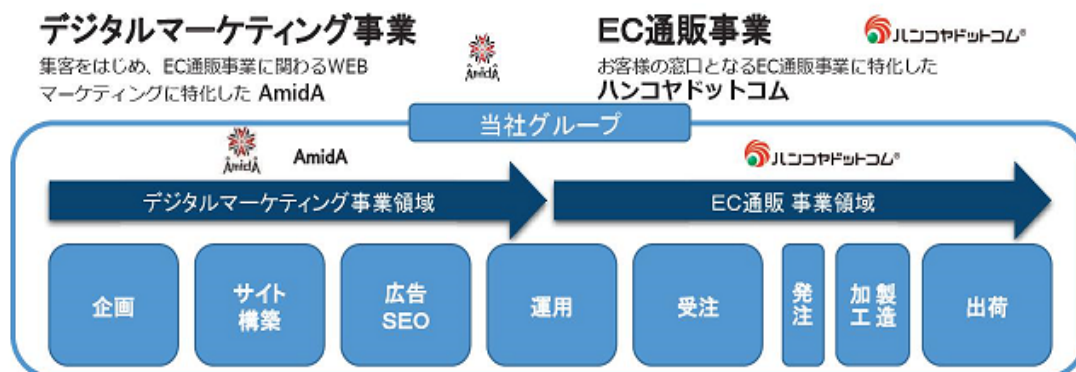 デジタルマーケティング事業
集客をはじめ、EC通販事業に関わるWEB
マーケティングに特化した AmidA
AmidA
EC通販事業
ハンコヤドットコム®
お客様の窓口となるEC通販事業に特化した
ハンコヤドットコム
当社グループ
AmidA
AmidA
ハンコヤドットコム®
デジタルマーケティング事業領域
EC通販 事業領域
企画
サイト
構築
広告
SEO
運用
受注
発注
製造
加工
出荷